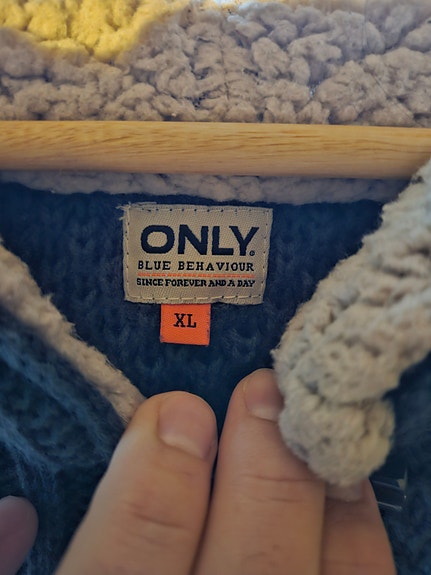 ONLY.
BLUE BEHAVIOUR
SINCE FOREVER AND A DAY
XL